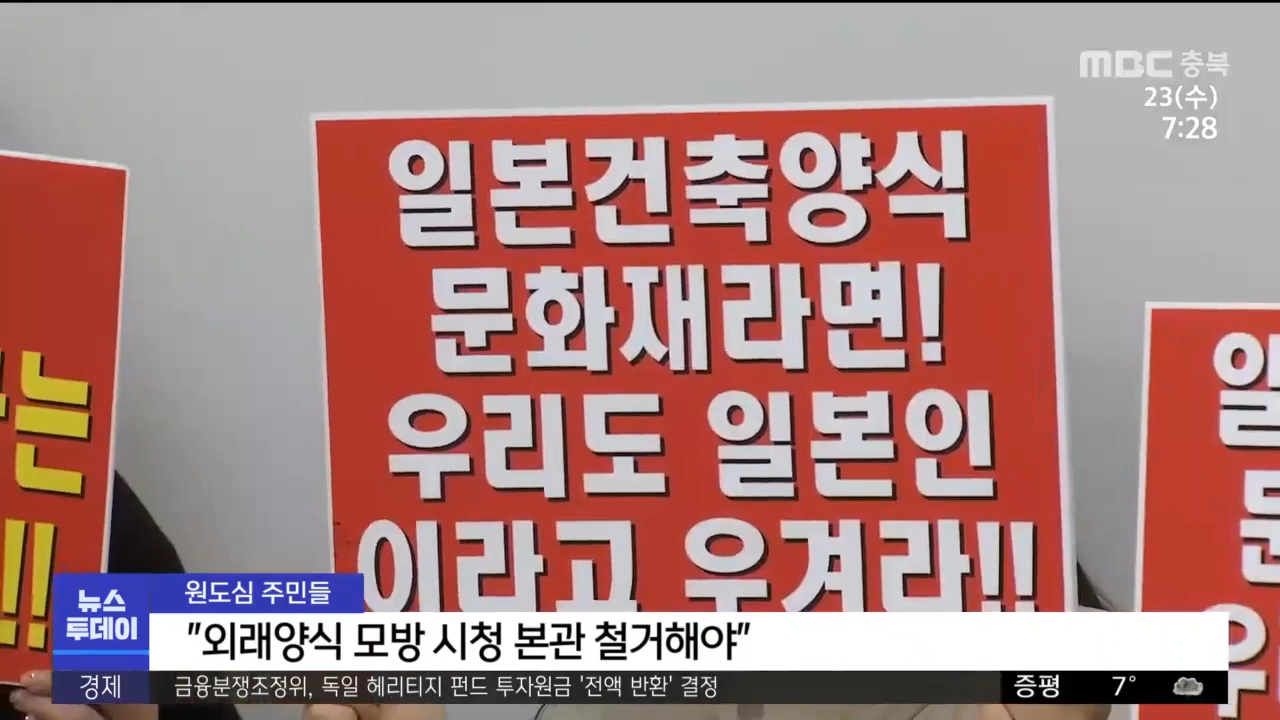 MBC 충북
23(수)
7:28
일본건축양식
문화재라면!
우리도 일본인
이라고 우겨라!!
는
!!
일
문
우
뉴스
투데이
원도심 주민들
"외래양식 모방 시청 본관 철거해야"
경제
금융분쟁조정위, 독일 헤리티지 펀드 투자원금 '전액 반환' 결정
증평
7°